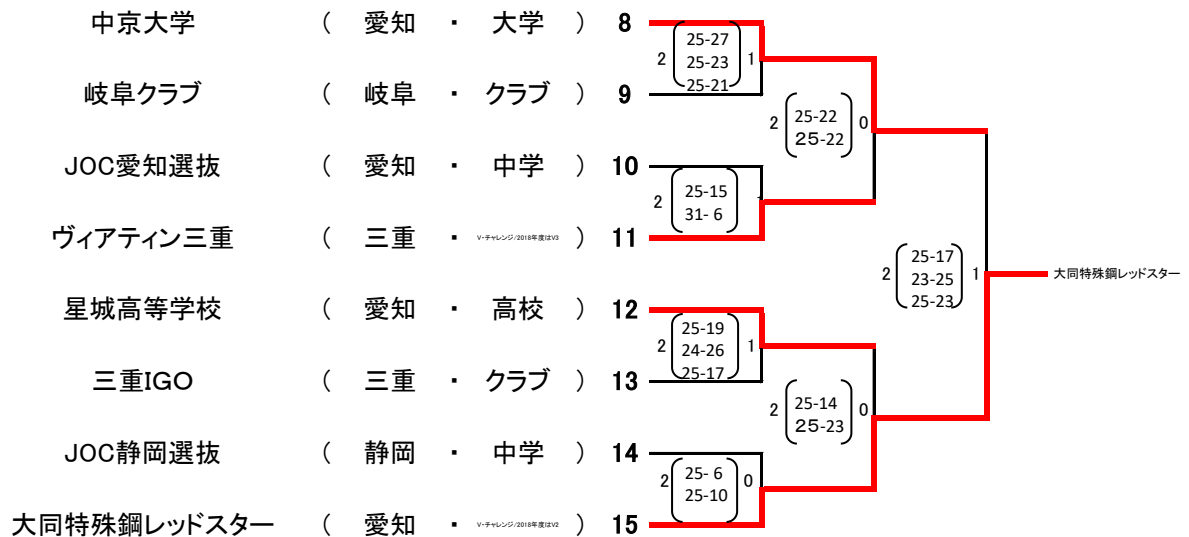 中京大学 ( 愛知 ・ 大学 ) 8
2 25-27 25-23 25-21 1
岐阜クラブ ( 岐阜 ・ クラブ ) 9
2 25-22 25-22 0
JOC愛知選抜 ( 愛知 ・ 中学 ) 10
2 25-15 31- 6
ヴィアティン三重 ( 三重 ・ V・チャレンジ/2018年度はV3 ) 11
2 25-17 23-25 25-23 1
大同特殊鋼レッドスター
星城高等学校 ( 愛知 ・ 高校 ) 12
2 25-19 24-26 25-17 1
三重IGO ( 三重 ・ クラブ ) 13
2 25-14 25-23 0
JOC静岡選抜 ( 静岡 ・ 中学 ) 14
2 25- 6 25-10 0
大同特殊鋼レッドスター ( 愛知 ・ V・チャレンジ/2018年度はV2 ) 15